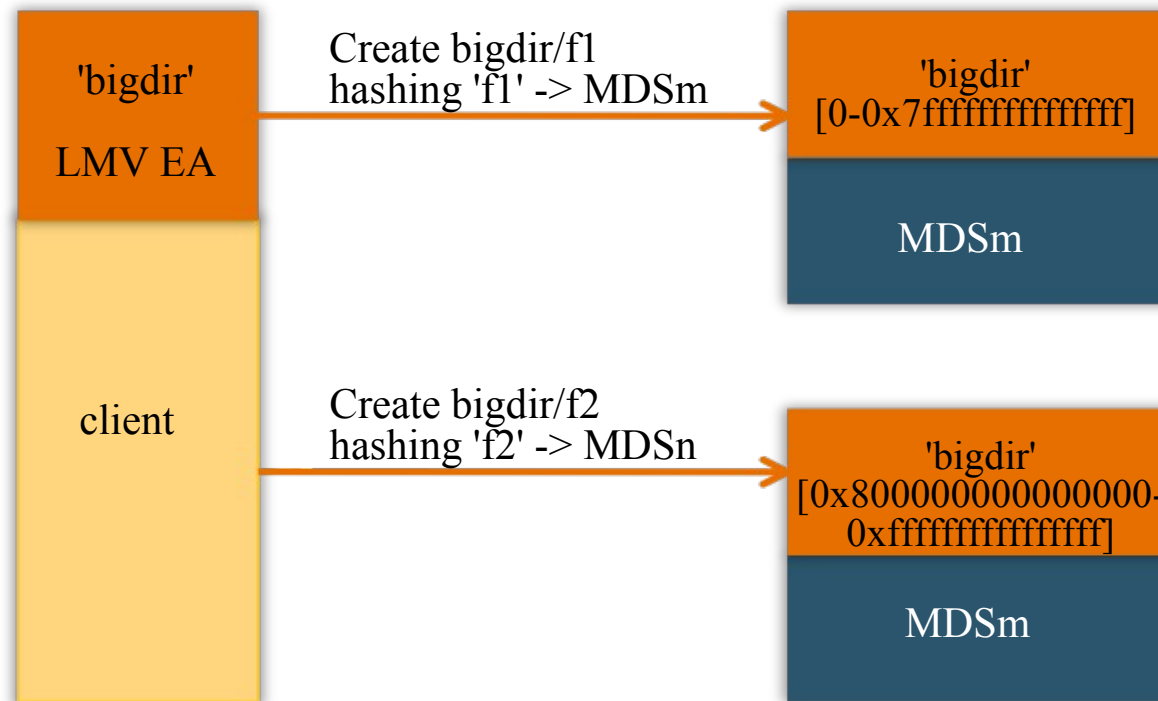 'bigdir'
LMV EA
client
Create bigdir/f1
hashing 'f1' -> MDSm
Create bigdir/f2
hashing 'f2' -> MDSn
'bigdir'
[0-0x7fffffffffffffff]
MDSm
'bigdir'
[0x800000000000000-
0xffffffffffffffff]
MDSm